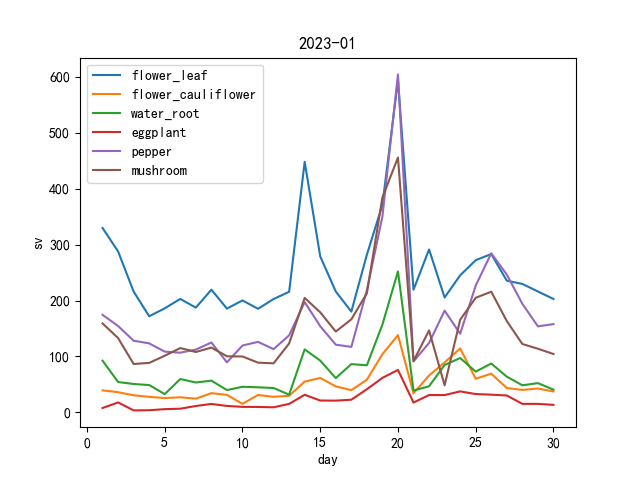 2023-01
flower_leaf
flower_cauliflower
water_root
eggplant
pepper
mushroom
600
500
400
300
200
100
0
sv
0 5 10 15 20 25 30
day